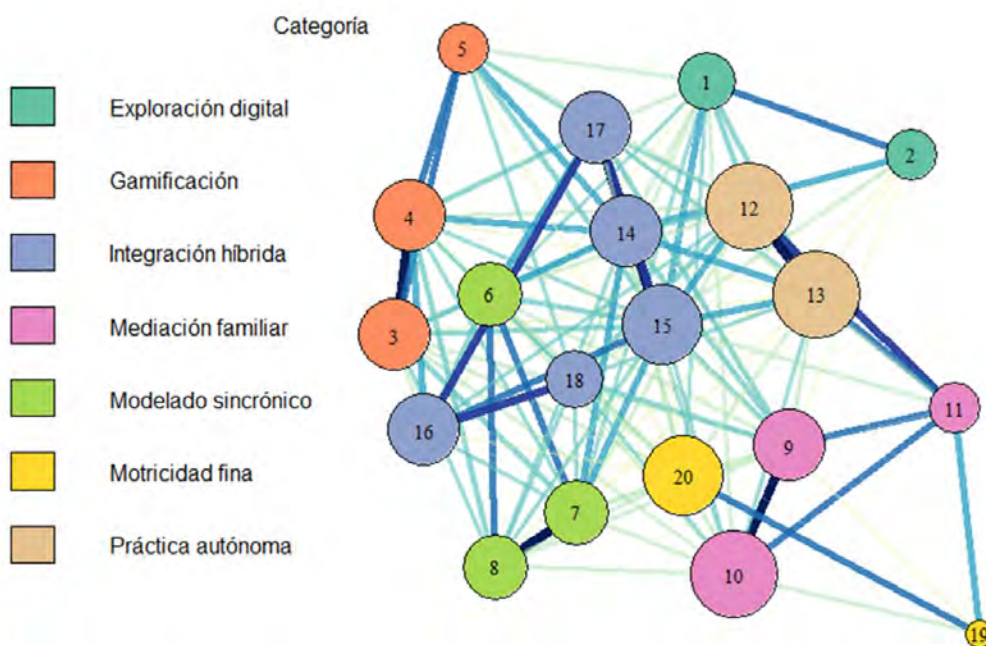 Categoría
Exploración digital
Gamificación
Integración híbrida
Mediación familiar
Modelado sincrónico
Motricidad fina
Práctica autónoma
5
1
17
2
12
4
14
6
13
15
3
18
11
16
9
20
7
8
10
19